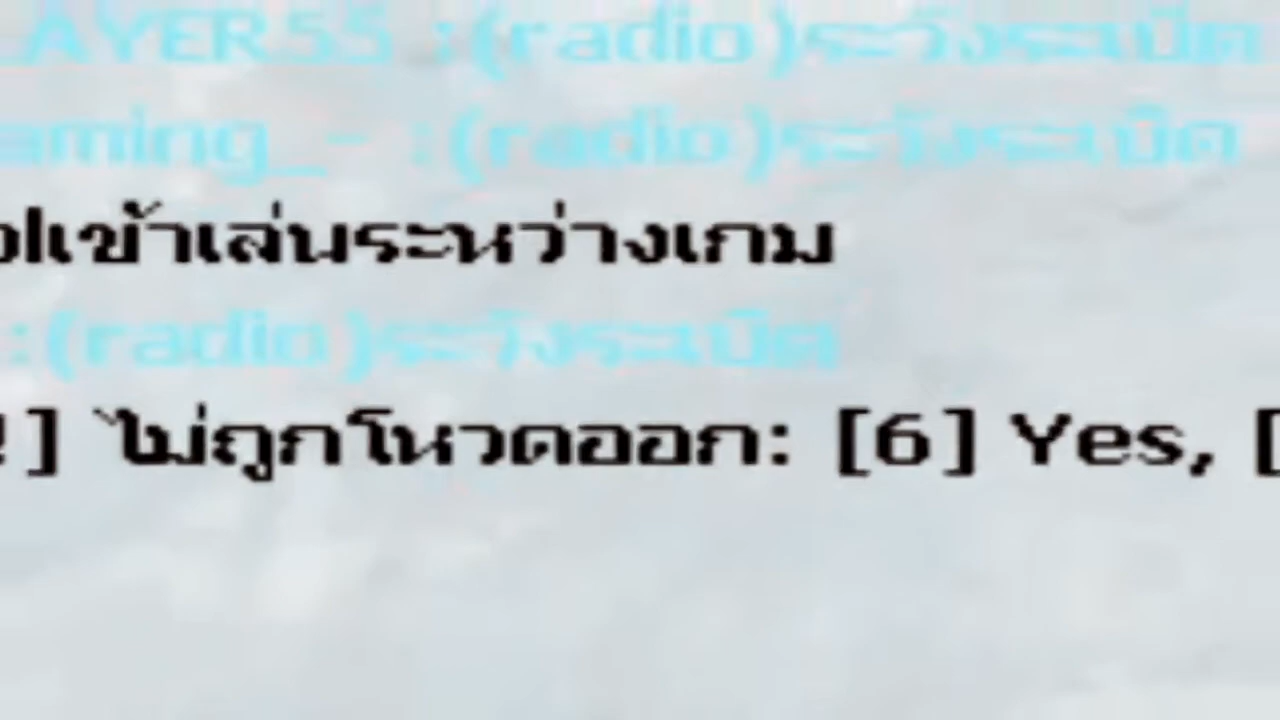 AYER55 :(radio)ระวังระเบิด
aming_- :(radio)ระวังระเบิด
เข้าเล่นระหว่างเกม
:(radio)ระวังระเบิด
!] ไม่ถูกโหวดออก: [6] Yes, [